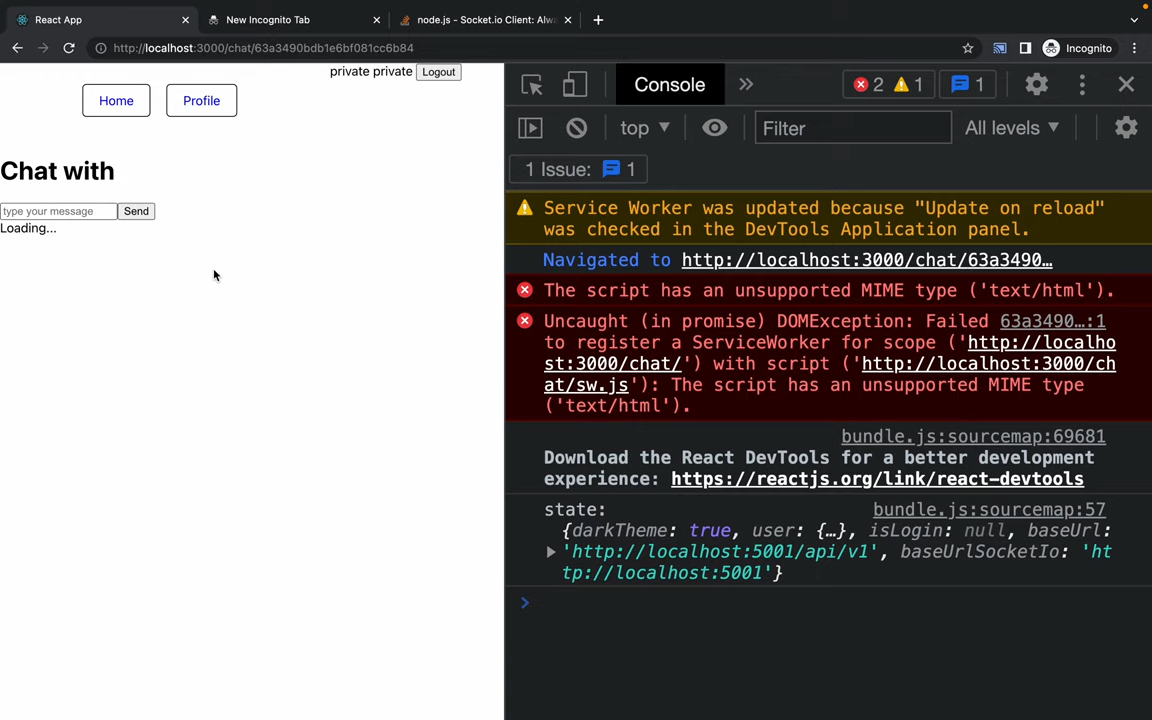 React App
New Incognito Tab
node.js - Socket.io Client: Alwa
http://localhost:3000/chat/63a3490bdb1e6bf081cc6b84
Incognito
private private Logout
Home Profile
Chat with
type your message Send
Loading...
Console
2 1 1
top Filter All levels
1 Issue: 1
Service Worker was updated because "Update on reload"
was checked in the DevTools Application panel.
Navigated to http://localhost:3000/chat/63a3490…
The script has an unsupported MIME type ('text/html').
Uncaught (in promise) DOMException: Failed 63a3490…:1
to register a ServiceWorker for scope ('http://localho
st:3000/chat/') with script ('http://localhost:3000/ch
at/sw.js'): The script has an unsupported MIME type
('text/html').
bundle.js:sourcemap:69681
Download the React DevTools for a better development
experience: https://reactjs.org/link/react-devtools
state: bundle.js:sourcemap:57
{darkTheme: true, user: {…}, isLogin: null, baseUrl:
'http://localhost:5001/api/v1', baseUrlSocketIo: 'ht
tp://localhost:5001'}